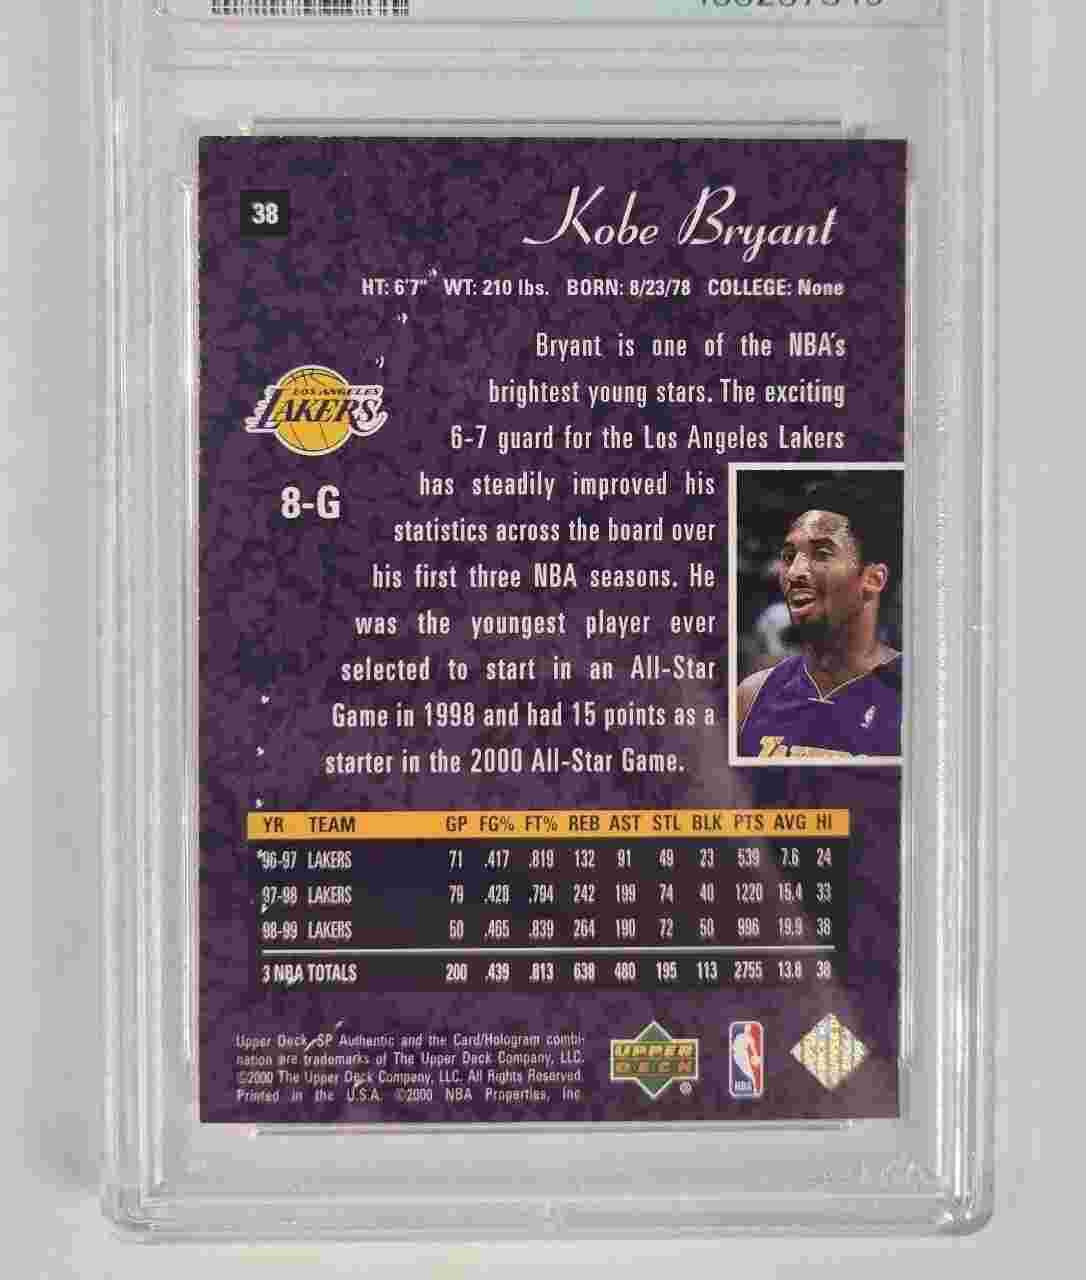 38
Kobe Bryant
HT: 6'7" WT: 210 lbs. BORN: 8/23/78 COLLEGE: None
Bryant is one of the NBA's
brightest young stars. The exciting
6-7 guard for the Los Angeles Lakers
has steadily improved his
statistics across the board over
his first three NBA seasons. He
was the youngest player ever
selected to start in an All-Star
Game in 1998 and had 15 points as a
starter in the 2000 All-Star Game.
LOS ANGELES
LAKERS
8-G
YR TEAM GP FG% FT% REB AST STL BLK PTS AVG HI
96-97 LAKERS 71 .417 .819 132 91 49 23 539 7.6 24
97-98 LAKERS 79 .428 .794 242 199 74 40 1220 15.4 33
98-99 LAKERS 50 .465 .839 264 190 72 50 996 19.9 38
3 NBA TOTALS 200 .439 .813 638 480 195 113 2755 13.8 38
Upper Deck, SP Authentic and the Card/Hologram combi-
nation are trademarks of The Upper Deck Company, LLC.
©2000 The Upper Deck Company, LLC. All Rights Reserved.
Printed in the U.S.A. ©2000 NBA Properties, Inc.
UPPER
DECK
®
NBA